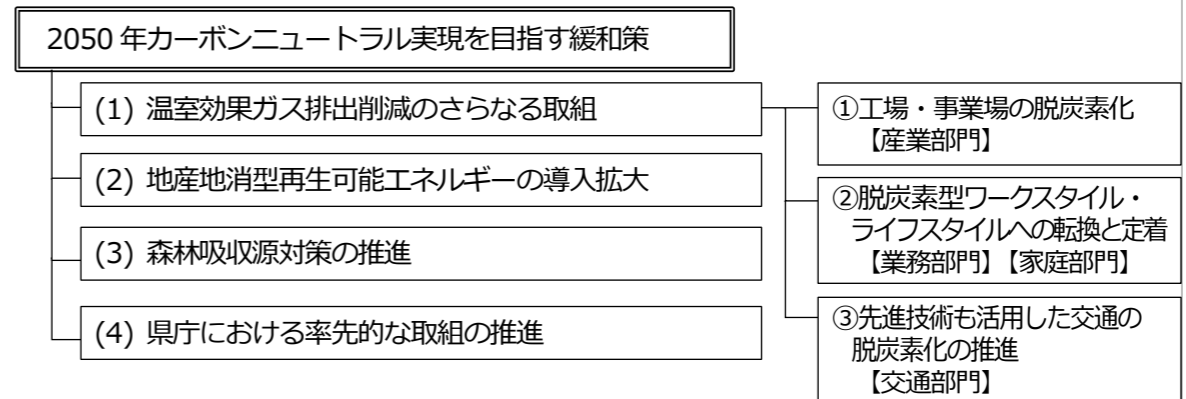 2050 年カーボンニュートラル実現を目指す緩和策
(1) 温室効果ガス排出削減のさらなる取組
(2) 地産地消型再生可能エネルギーの導入拡大
(3) 森林吸収源対策の推進
(4) 県庁における率先的な取組の推進
①工場・事業場の脱炭素化
【産業部門】
②脱炭素型ワークスタイル・
ライフスタイルへの転換と定着
【業務部門】【家庭部門】
③先進技術も活用した交通の
脱炭素化の推進
【交通部門】